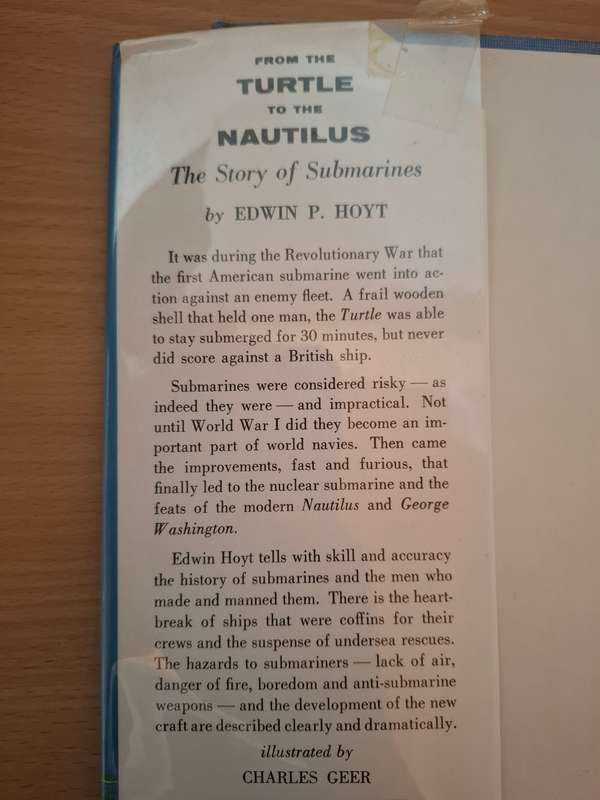 FROM THE
TURTLE
TO THE
NAUTILUS
The Story of Submarines
by EDWIN P. HOYT
It was during the Revolutionary War that
the first American submarine went into ac-
tion against an enemy fleet. A frail wooden
shell that held one man, the Turtle was able
to stay submerged for 30 minutes, but never
did score against a British ship.
Submarines were considered risky — as
indeed they were — and impractical. Not
until World War I did they become an im-
portant part of world navies. Then came
the improvements, fast and furious, that
finally led to the nuclear submarine and the
feats of the modern Nautilus and George
Washington.
Edwin Hoyt tells with skill and accuracy
the history of submarines and the men who
made and manned them. There is the heart-
break of ships that were coffins for their
crews and the suspense of undersea rescues.
The hazards to submariners — lack of air,
danger of fire, boredom and anti-submarine
weapons — and the development of the new
craft are described clearly and dramatically.
illustrated by
CHARLES GEER